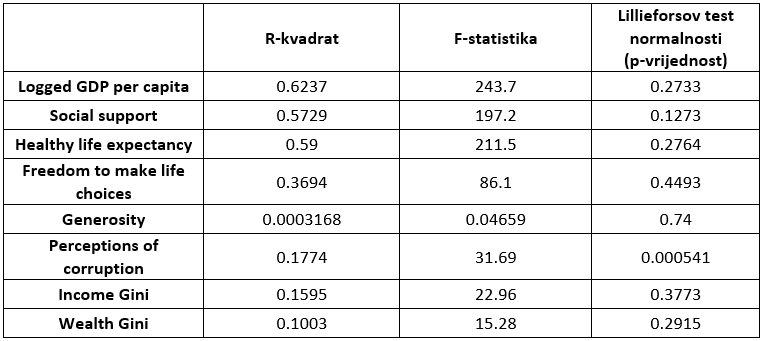 R-kvadrat F-statistika Lillieforsov test
normalnosti
(p-vrijednost)
Logged GDP per capita 0.6237 243.7 0.2733
Social support 0.5729 197.2 0.1273
Healthy life expectancy 0.59 211.5 0.2764
Freedom to make life
choices 0.3694 86.1 0.4493
Generosity 0.0003168 0.04659 0.74
Perceptions of
corruption 0.1774 31.69 0.000541
Income Gini 0.1595 22.96 0.3773
Wealth Gini 0.1003 15.28 0.2915